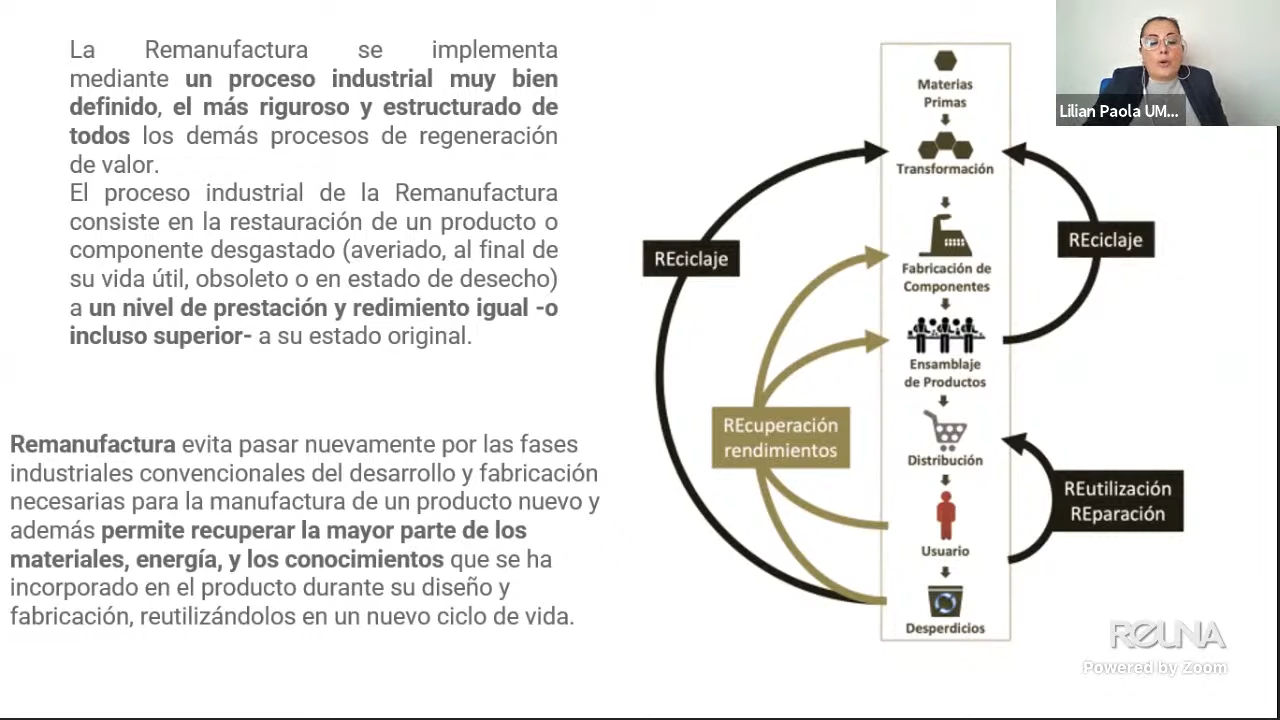 La Remanufactura se implementa
mediante un proceso industrial muy bien
definido, el más riguroso y estructurado de
todos los demás procesos de regeneración
de valor.
El proceso industrial de la Remanufactura
consiste en la restauración de un producto o
componente desgastado (averiado, al final de
su vida útil, obsoleto o en estado de desecho)
a un nivel de prestación y redimiento igual -o
incluso superior- a su estado original.
Remanufactura evita pasar nuevamente por las fases
industriales convencionales del desarrollo y fabricación
necesarias para la manufactura de un producto nuevo y
además permite recuperar la mayor parte de los
materiales, energía, y los conocimientos que se ha
incorporado en el producto durante su diseño y
fabricación, reutilizándolos en un nuevo ciclo de vida.
Materias
Primas
Transformación
Fabricación de
Componentes
Ensamblaje
de Productos
Distribución
Usuario
Desperdicios
REciclaje
REcuperación
rendimientos
REciclaje
REutilización
REparación
Lilian Paola UM...
REUNA
Powered by Zoom